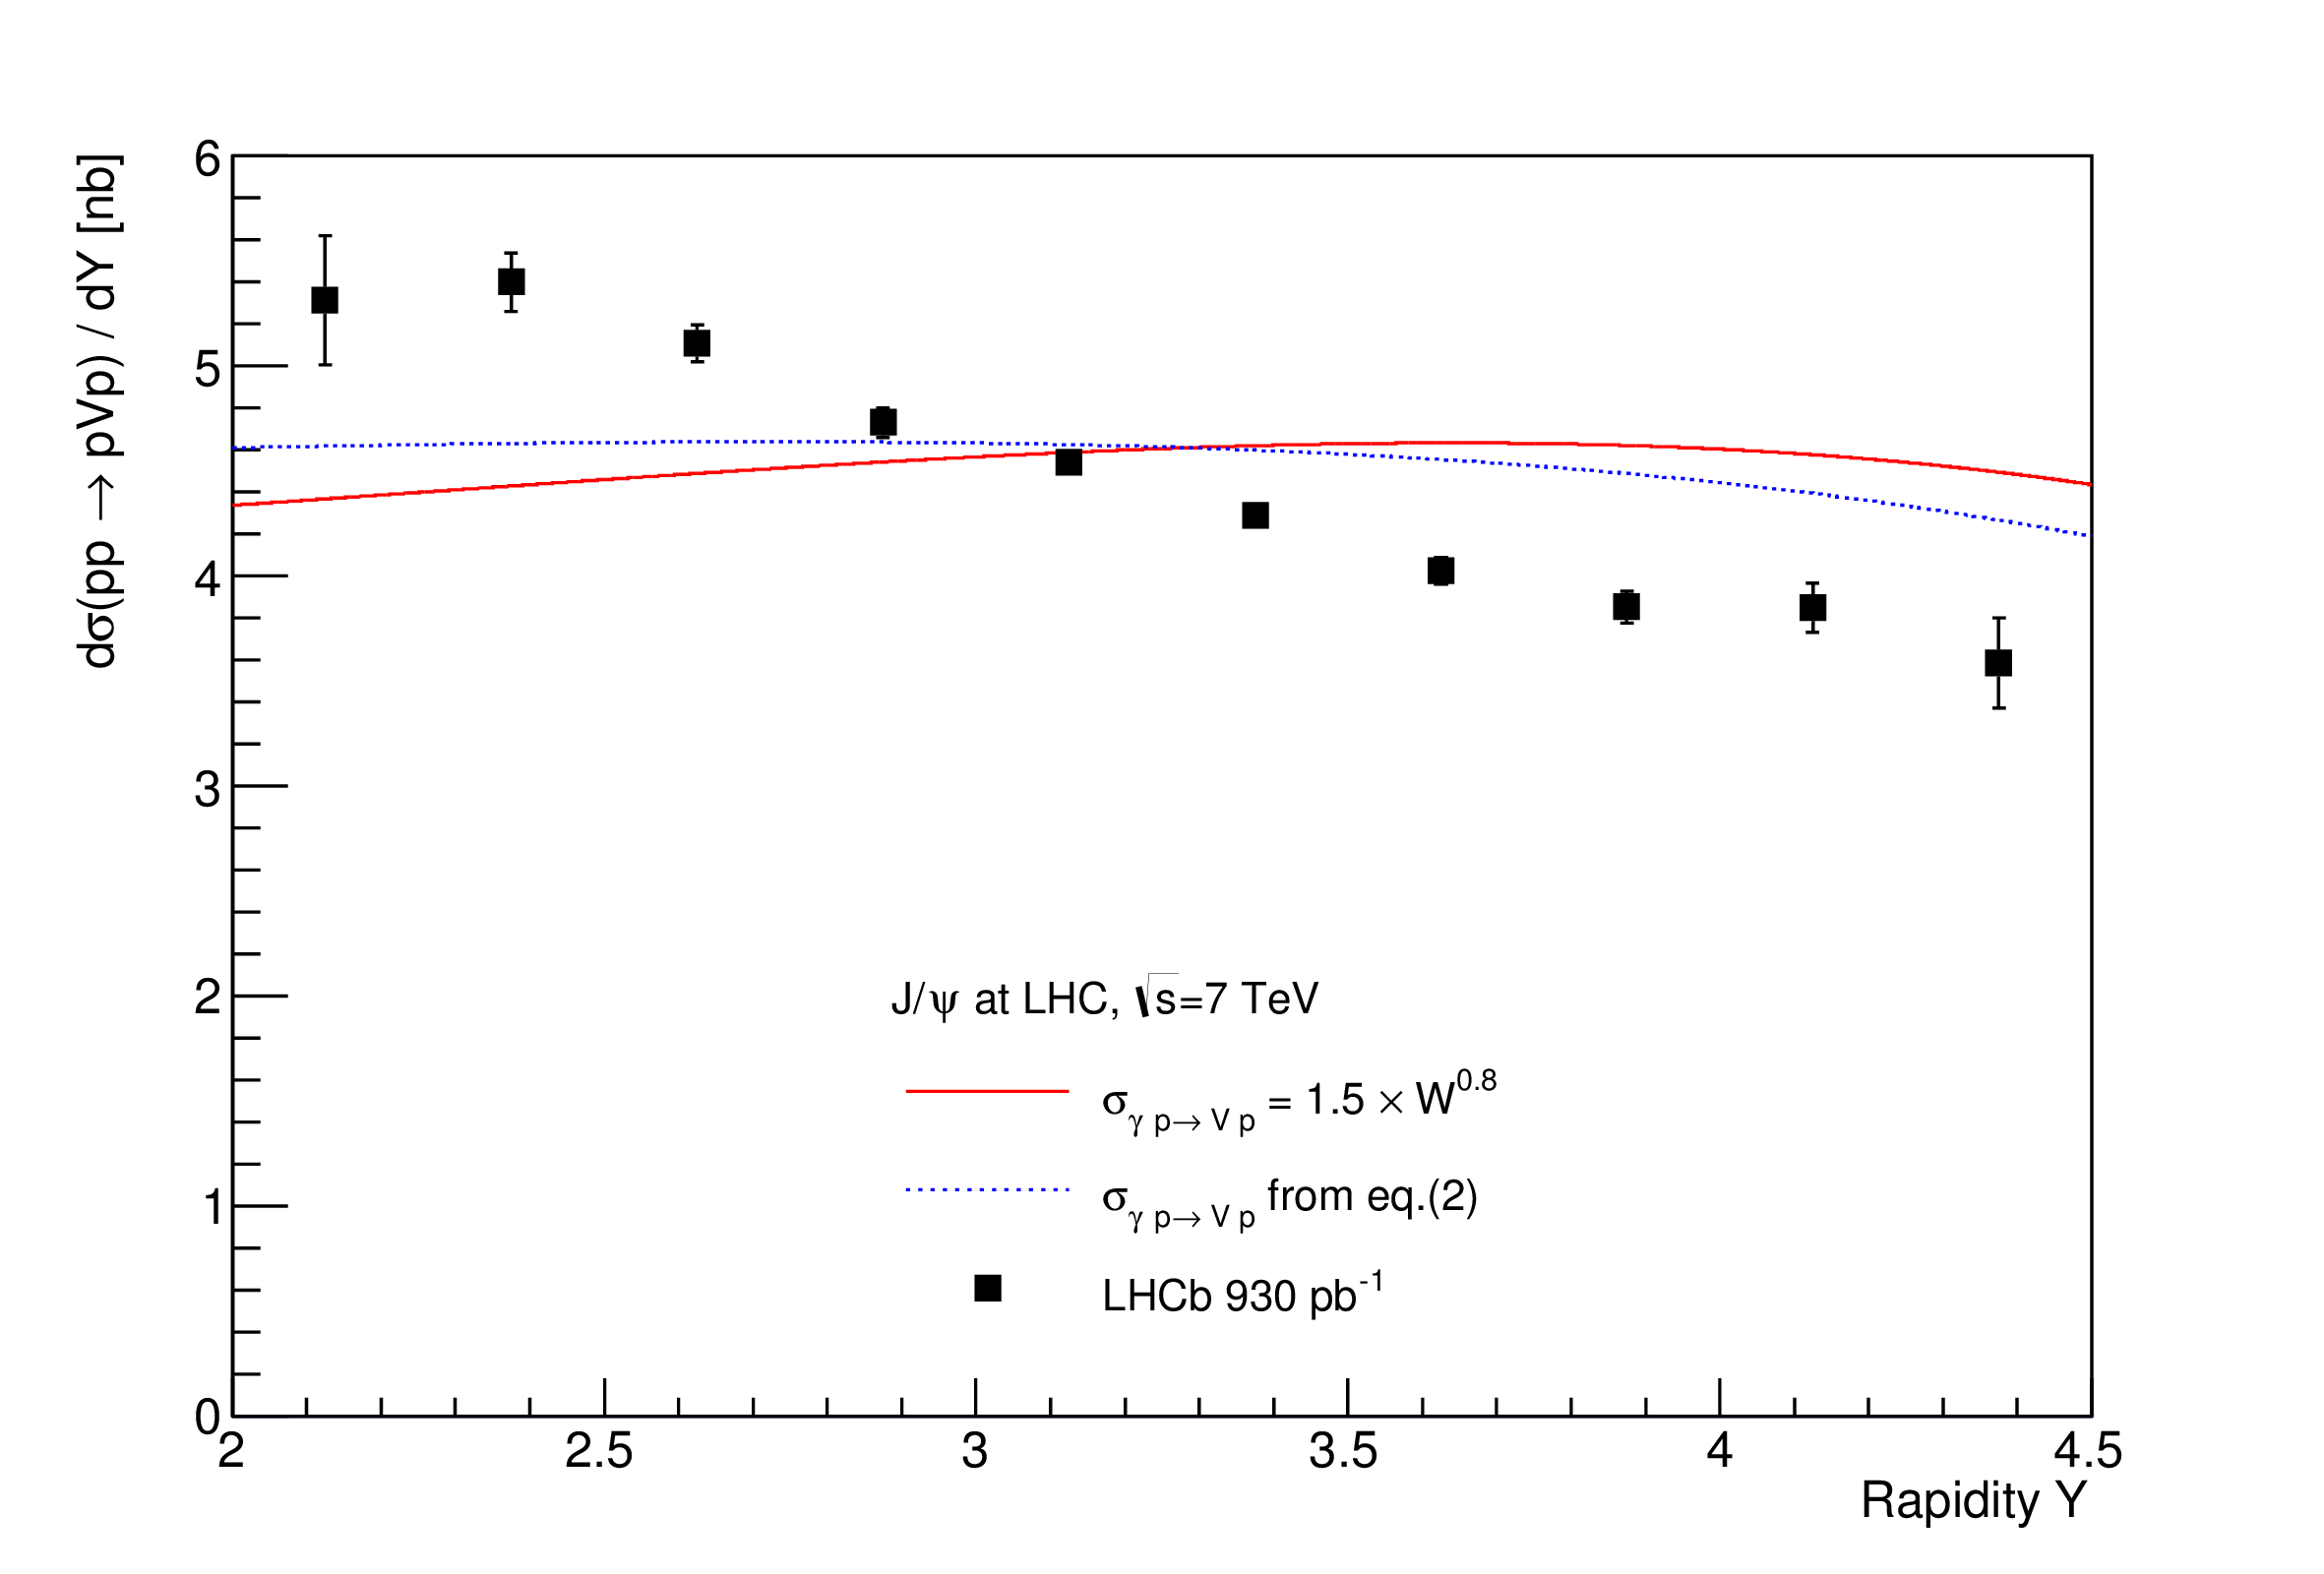 dσ(pp → pVp) / dY [nb]
6
5
4
3
2
1
0
J/ψ at LHC, √s=7 TeV
σγ p→ V p = 1.5 × W^0.8
σγ p→ V p from eq.(2)
LHCb 930 pb^-1
2 2.5 3 3.5 4 4.5
Rapidity Y